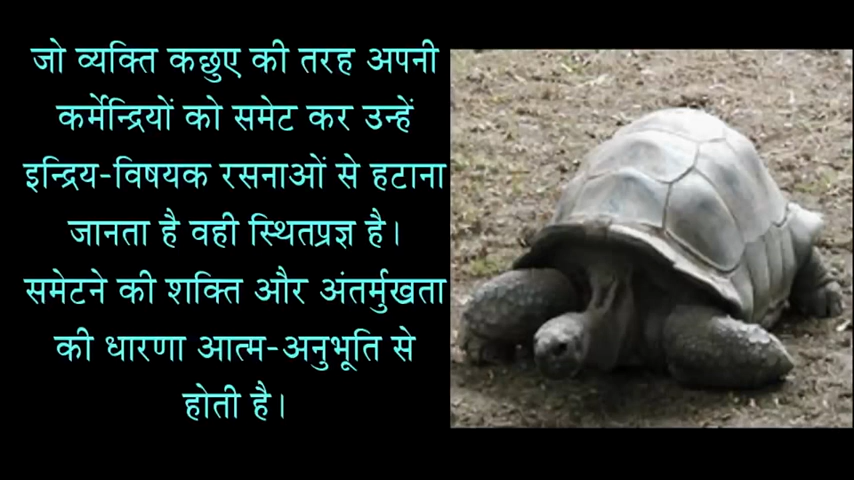 जो व्यक्ति कछुए की तरह अपनी
कर्मेन्द्रियों को समेट कर उन्हें
इन्द्रिय-विषयक रसनाओं से हटाना
जानता है वही स्थितप्रज्ञ है।
समेटने की शक्ति और अंतर्मुखता
की धारणा आत्म-अनुभूति से
होती है।